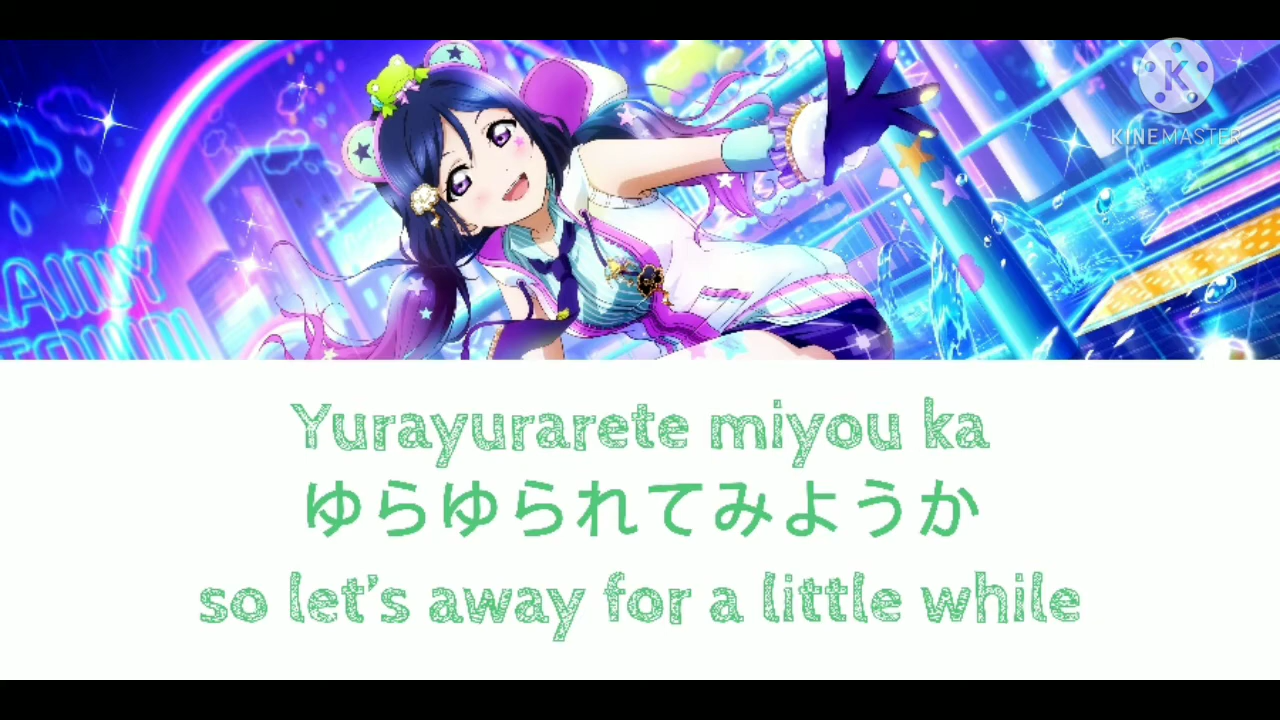 K
KINEMASTER
RAINY
Yurayurarete miyou ka
ゆらゆられてみようか
so let's away for a little while